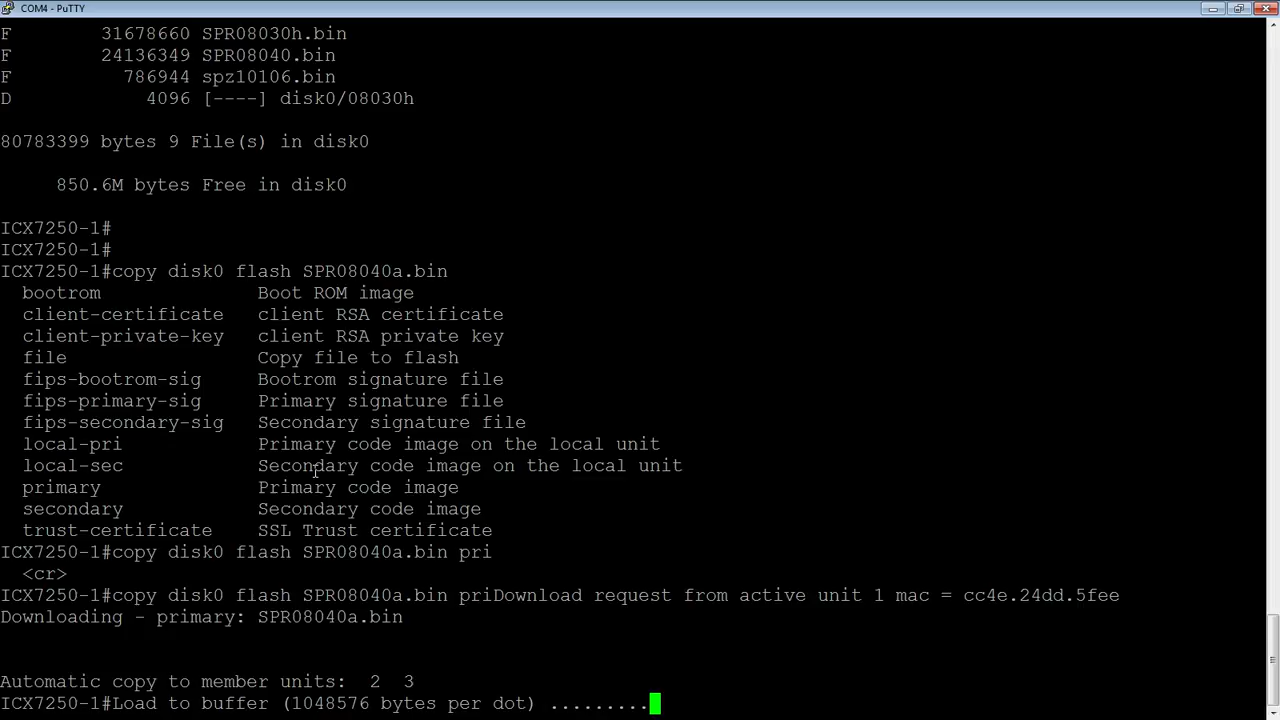 COM4 - PuTTY
F        31678660 SPR08030h.bin
F        24136349 SPR08040.bin
F          786944 spz10106.bin
D            4096 [----] disk0/08030h
80783399 bytes 9 File(s) in disk0
     850.6M bytes Free in disk0
ICX7250-1#
ICX7250-1#
ICX7250-1#copy disk0 flash SPR08040a.bin
  bootrom              Boot ROM image
  client-certificate   client RSA certificate
  client-private-key   client RSA private key
  file                 Copy file to flash
  fips-bootrom-sig     Bootrom signature file
  fips-primary-sig     Primary signature file
  fips-secondary-sig   Secondary signature file
  local-pri            Primary code image on the local unit
  local-sec            Secondary code image on the local unit
  primary              Primary code image
  secondary            Secondary code image
  trust-certificate    SSL Trust certificate
ICX7250-1#copy disk0 flash SPR08040a.bin pri
  <cr>
ICX7250-1#copy disk0 flash SPR08040a.bin priDownload request from active unit 1 mac = cc4e.24dd.5fee
Downloading - primary: SPR08040a.bin
Automatic copy to member units:  2  3
ICX7250-1#Load to buffer (1048576 bytes per dot) .........